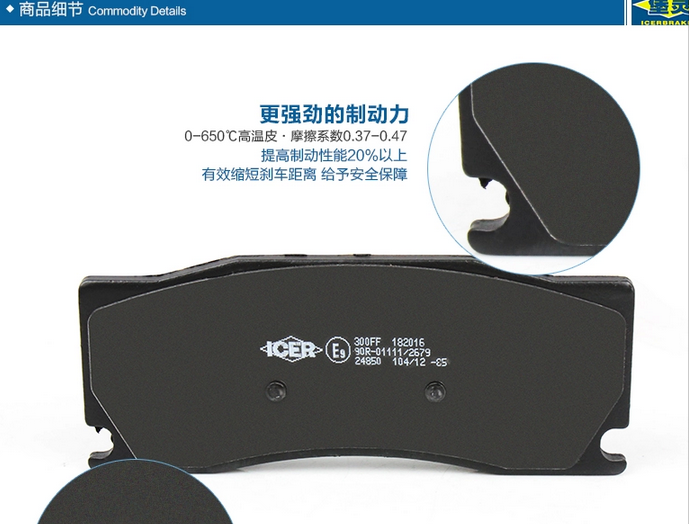 商品细节 Commodity Details
ICERBRAKE
更强劲的制动力
0-650℃高温皮·摩擦系数0.37-0.47
提高制动性能20%以上
有效缩短刹车距离 给予安全保障
ICER E9 300FF 182016
90R-01111/2679
24850 104/12 -65